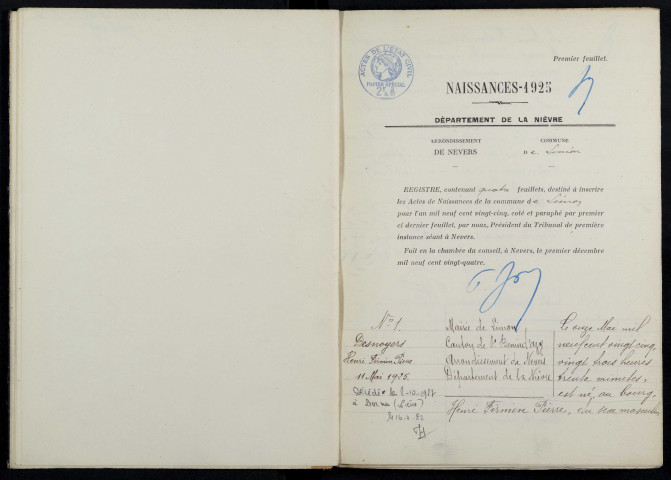 ACTES DE L'ÉTAT CIVIL
PAPIER SPÉCIAL
Premier feuillet.
NAISSANCES-1925
DÉPARTEMENT DE LA NIÈVRE
ARRONDISSEMENT
DE NEVERS
COMMUNE
De Limon
REGISTRE, contenant quatre feuillets, destiné à inscrire
les Actes de Naissances de la commune de Limon
pour l'an mil neuf cent vingt-cinq, coté et paraphé par premier
et dernier feuillet, par nous, Président du Tribunal de première
instance séant à Nevers.
Fait en la chambre du conseil, à Nevers, le premier décembre
mil neuf cent vingt-quatre.
No 1.
Desnoyers
Henri Firmin Pierre
11 Mai 1925.
Décédé le
à
Mairie de Limon
Canton de St Benin d'Azy
Arrondissement de Nevers
Département de la Nièvre
Le onze Mai mil
neuf cent vingt cinq,
vingt trois heures
trente minutes,
est né, au bourg,
Henri Firmin Pierre, du sexe masculin